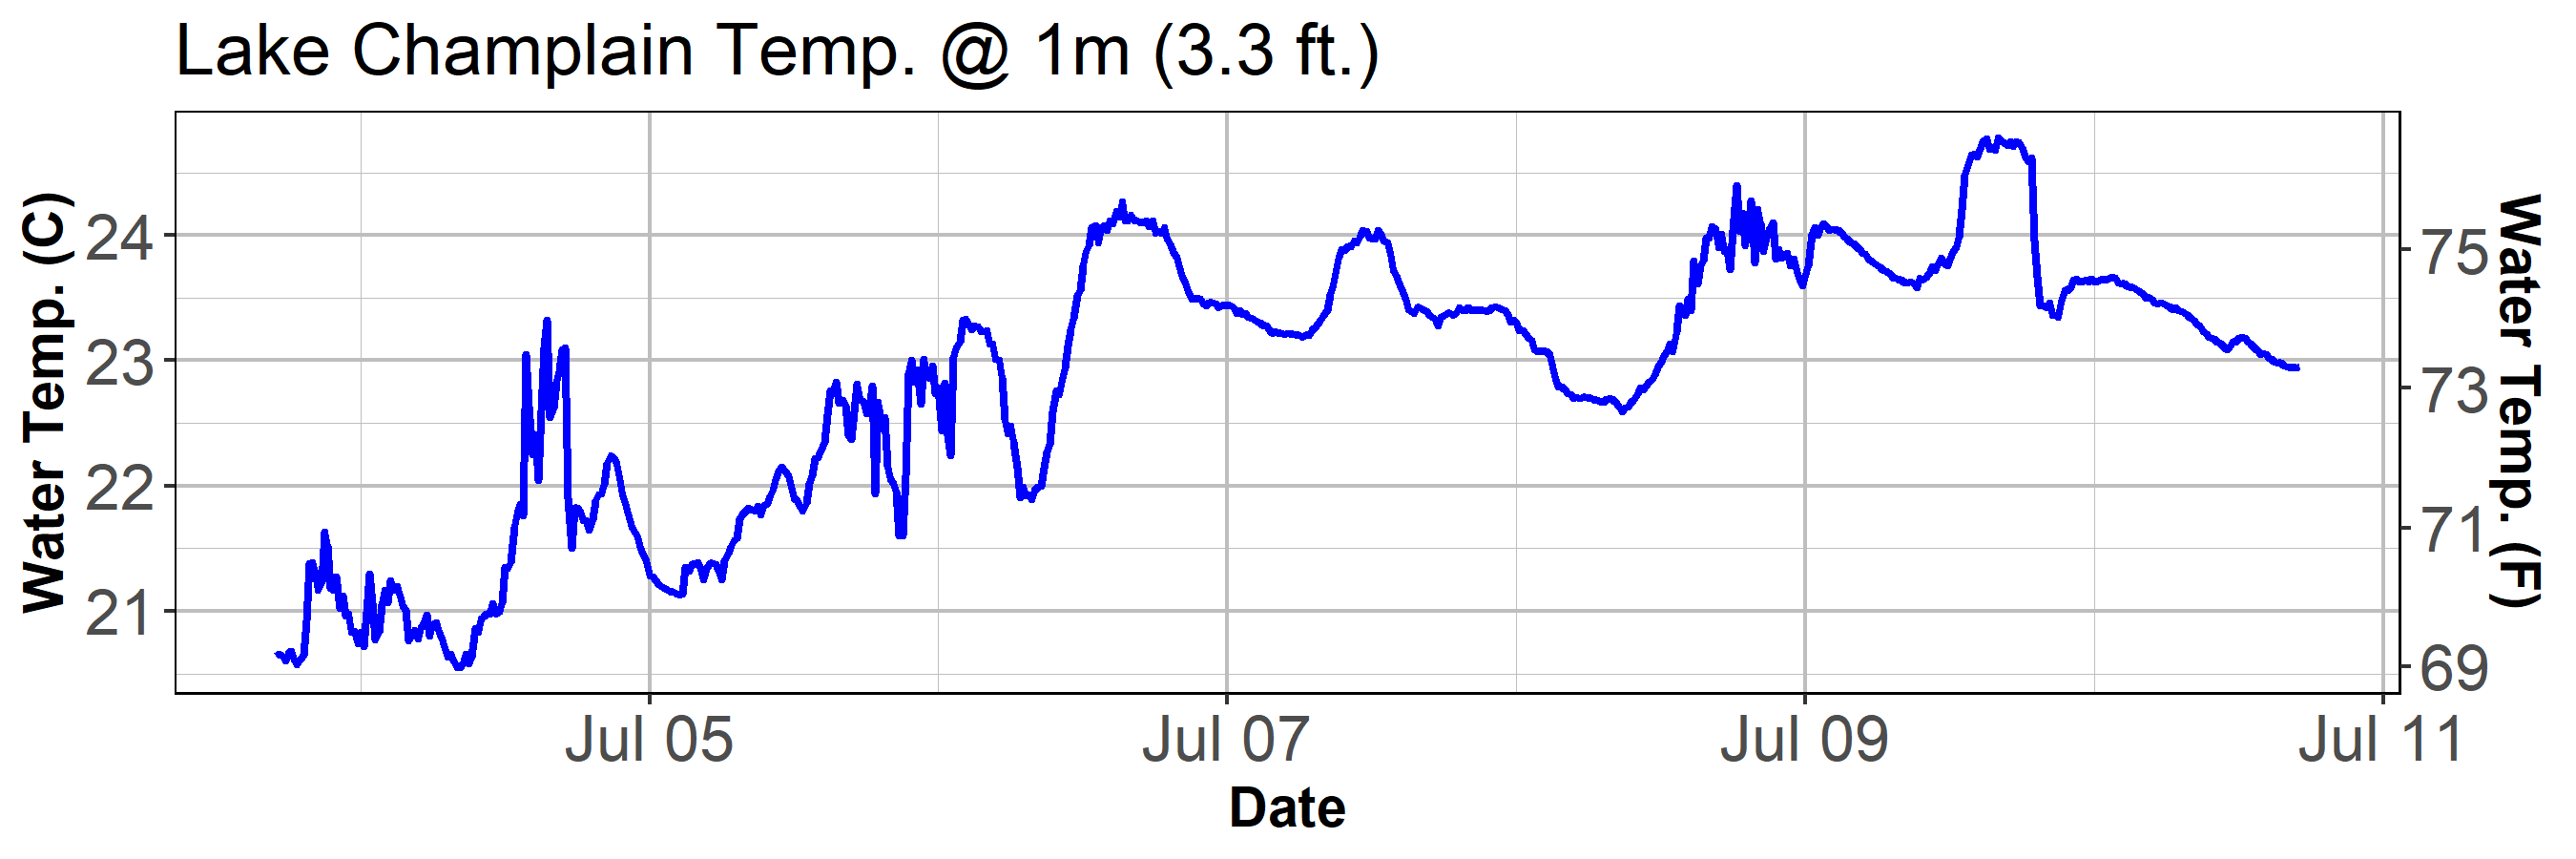 Lake Champlain Temp. @ 1m (3.3 ft.)
Water Temp. (C)
24
23
22
21
75
73
71
69
Water Temp. (F)
Jul 05
Jul 07
Jul 09
Jul 11
Date